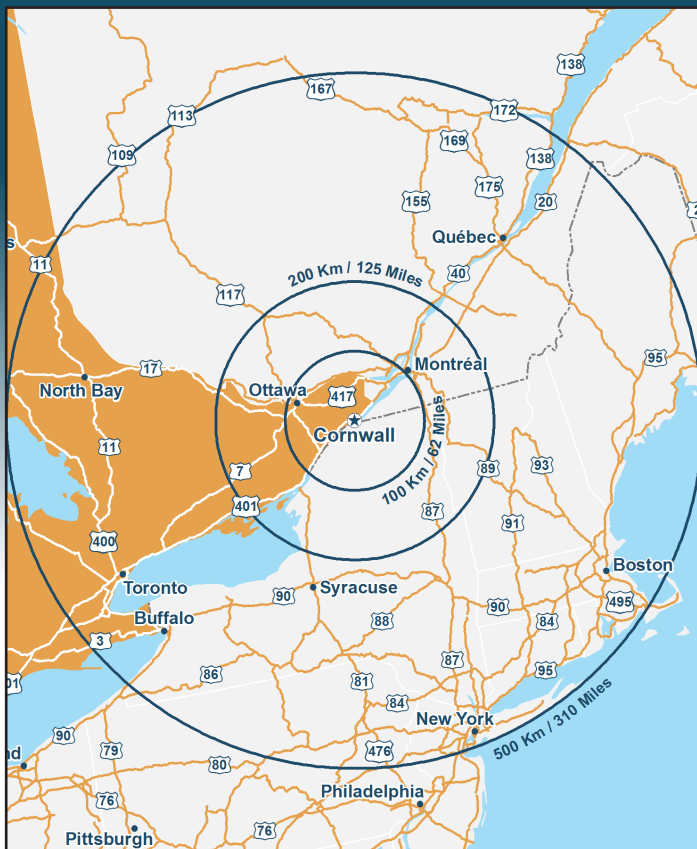 138
167
172
113
169
109
138
175
155
20
2
Québec
s
11
40
200 Km / 125 Miles
117
95
17
Montréal
North Bay
Ottawa
417
Cornwall
100 Km / 62 Miles
11
89
93
7
401
87
91
400
Boston
Toronto
Syracuse
90
495
90
Buffalo
88
84
3
87
86
95
81
01
84
500 Km / 310 Miles
New York
90
79
476
nd
80
Philadelphia
76
76
Pittsburgh